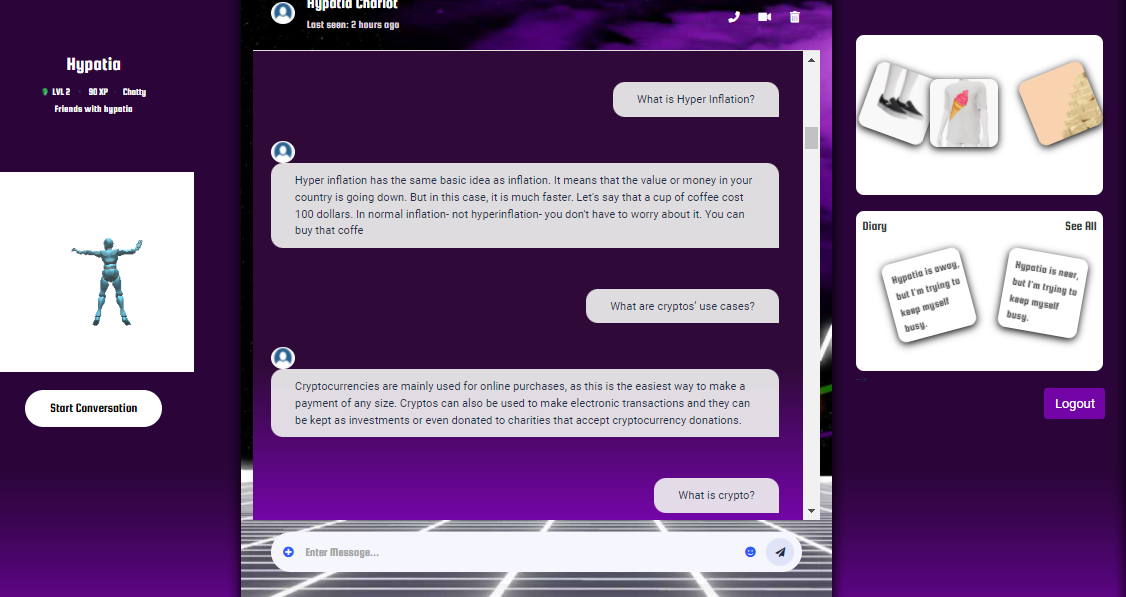 Hypatia
LVL 2 · 90 XP · Chatty
Friends with hypatia
Start Conversation
Hypatia Chariot
Last seen: 2 hours ago
What is Hyper Inflation?
Hyper inflation has the same basic idea as inflation. It means that the value or money in your
country is going down. But in this case, it is much faster. Let's say that a cup of coffee cost
100 dollars. In normal inflation- not hyperinflation- you don't have to worry about it. You can
buy that coffe
What are cryptos' use cases?
Cryptocurrencies are mainly used for online purchases, as this is the easiest way to make a
payment of any size. Cryptos can also be used to make electronic transactions and they can
be kept as investments or even donated to charities that accept cryptocurrency donations.
What is crypto?
Enter Message...
Diary
See All
Hypatia is away,
but I'm trying to
keep myself
busy.
Hypatia is neer,
but I'm trying to
keep myself
busy.
Logout